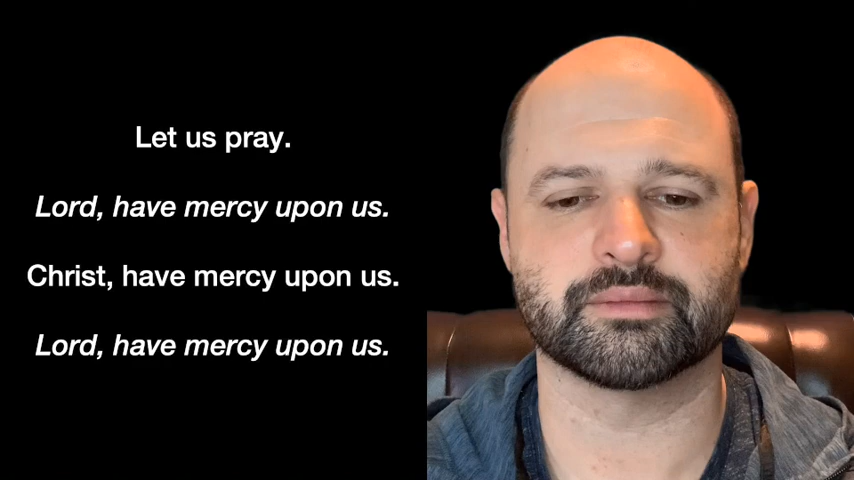 Let us pray.
Lord, have mercy upon us.
Christ, have mercy upon us.
Lord, have mercy upon us.